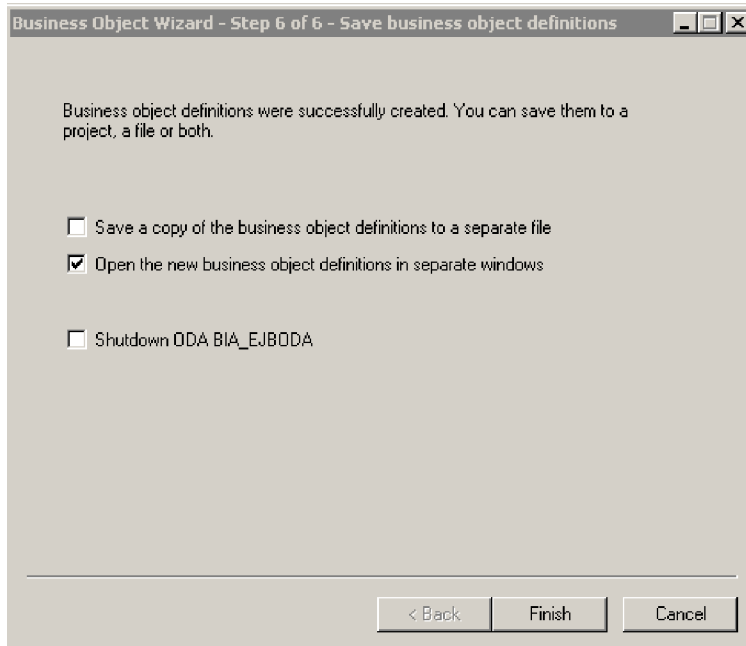 Business Object Wizard - Step 6 of 6 - Save business object definitions
Business object definitions were successfully created. You can save them to a
project, a file or both.
Save a copy of the business object definitions to a separate file
Open the new business object definitions in separate windows
Shutdown ODA BIA_EJBODA
< Back
Finish
Cancel